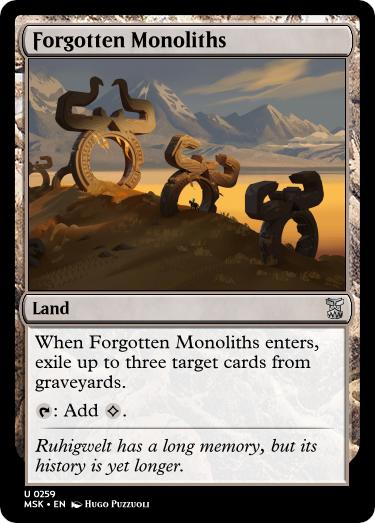 Forgotten Monoliths
Land
When Forgotten Monoliths enters,
exile up to three target cards from
graveyards.
: Add .
Ruhigwelt has a long memory, but its
history is yet longer.
U 0259
MSK • EN Hugo Puzzuoli